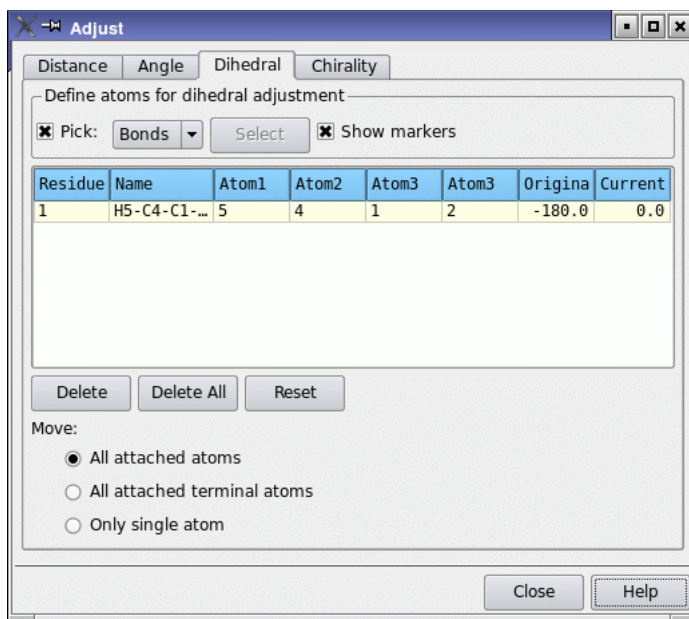 Adjust
Distance Angle Dihedral Chirality
Define atoms for dihedral adjustment
Pick: Bonds Select Show markers
Residue Name Atom1 Atom2 Atom3 Atom3 Origina Current
1 H5-C4-C1-... 5 4 1 2 -180.0 0.0
Delete Delete All Reset
Move:
All attached atoms
All attached terminal atoms
Only single atom
Close Help